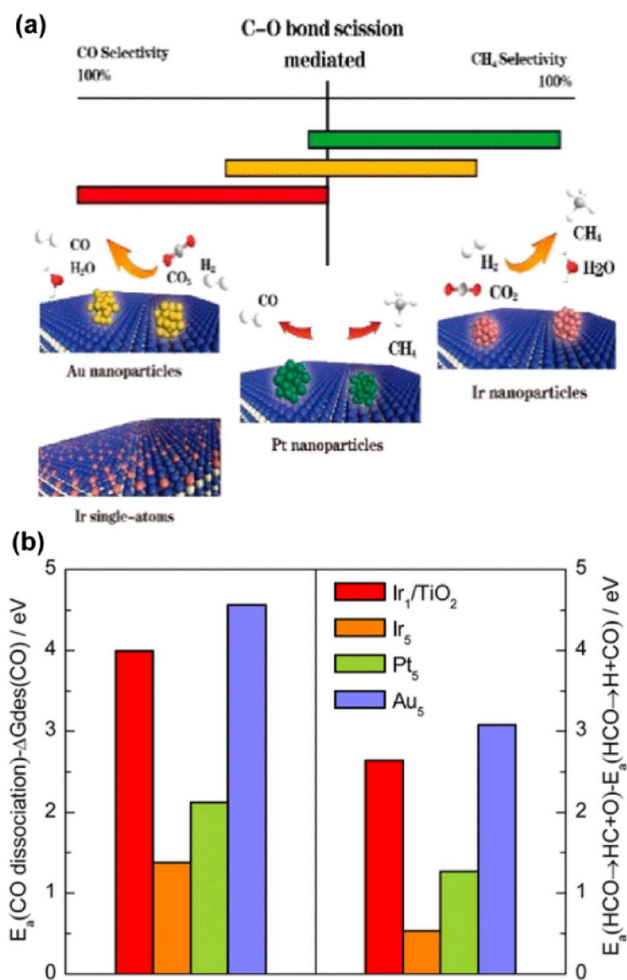 (a)
C–O bond scission
mediated
CO Selectivity
100%
CH₄ Selectivity
100%
CO
H₂O
CO₂
H₂
Au nanoparticles
CO
CH₄
Pt nanoparticles
H₂
CO₂
CH₄
H2O
Ir nanoparticles
Ir single–atoms
(b)
Eₐ(CO dissociation)-ΔGdes(CO) / eV
5
4
3
2
1
0
Ir₁/TiO₂
Ir₅
Pt₅
Au₅
5
4
3
2
1
0
Eₐ(HCO→HC+O)-Eₐ(HCO→H+CO) / eV